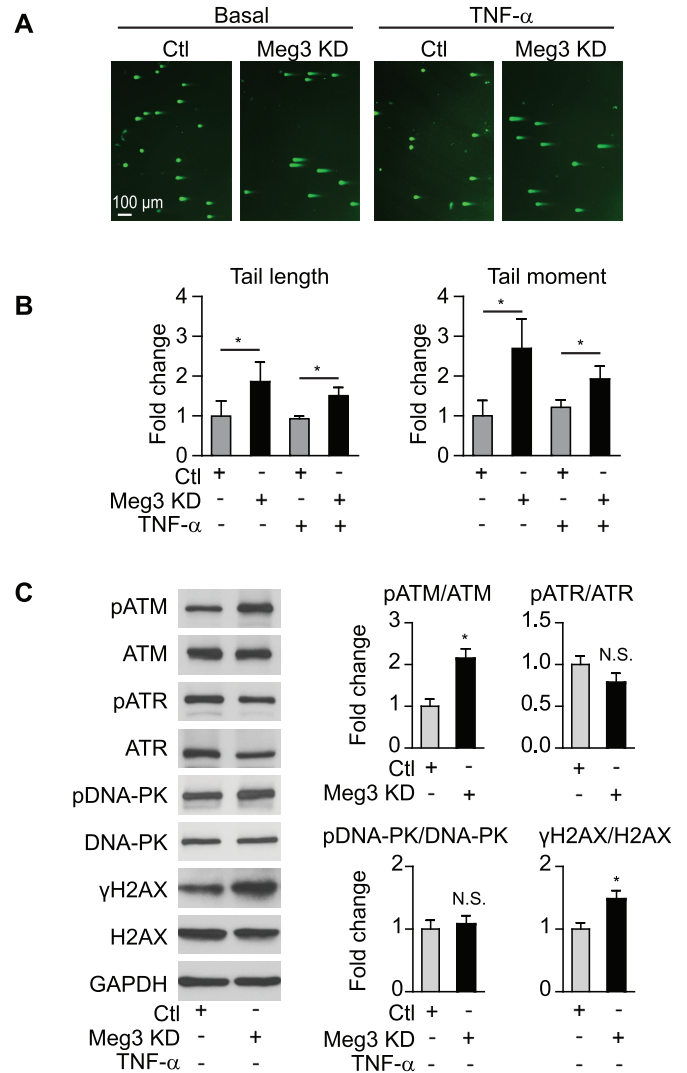 A
Basal
TNF-α
Ctl
Meg3 KD
Ctl
Meg3 KD
100 μm
B
Tail length
Fold change
4
3
2
1
0
*
*
Ctl + - + -
Meg3 KD - + - +
TNF-α - - + +
Tail moment
Fold change
4
3
2
1
0
*
*
+ - + -
- + - +
- - + +
C
pATM
ATM
pATR
ATR
pDNA-PK
DNA-PK
γH2AX
H2AX
GAPDH
Ctl + -
Meg3 KD - +
TNF-α - -
pATM/ATM
Fold change
3
2
1
0
*
Ctl + -
Meg3 KD - +
pATR/ATR
1.5
1.0
0.5
0.0
N.S.
+ -
- +
pDNA-PK/DNA-PK
Fold change
2
1
0
N.S.
Ctl + -
Meg3 KD - +
TNF-α - -
γH2AX/H2AX
2
1
0
*
+ -
- +
- -